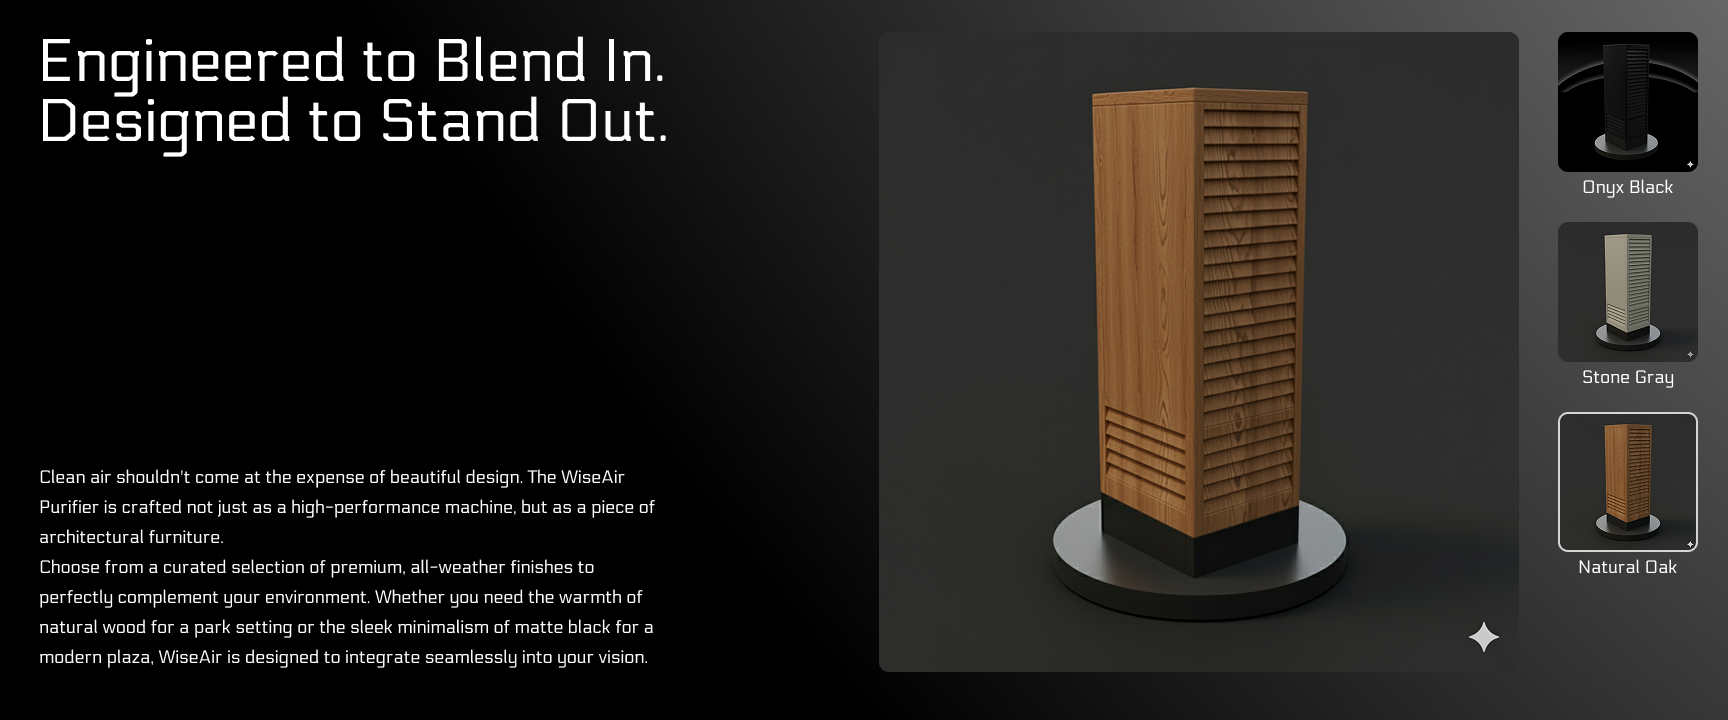 Engineered to Blend In.
Designed to Stand Out.
Clean air shouldn't come at the expense of beautiful design. The WiseAir
Purifier is crafted not just as a high-performance machine, but as a piece of
architectural furniture.
Choose from a curated selection of premium, all-weather finishes to
perfectly complement your environment. Whether you need the warmth of
natural wood for a park setting or the sleek minimalism of matte black for a
modern plaza, WiseAir is designed to integrate seamlessly into your vision.
Onyx Black
Stone Gray
Natural Oak